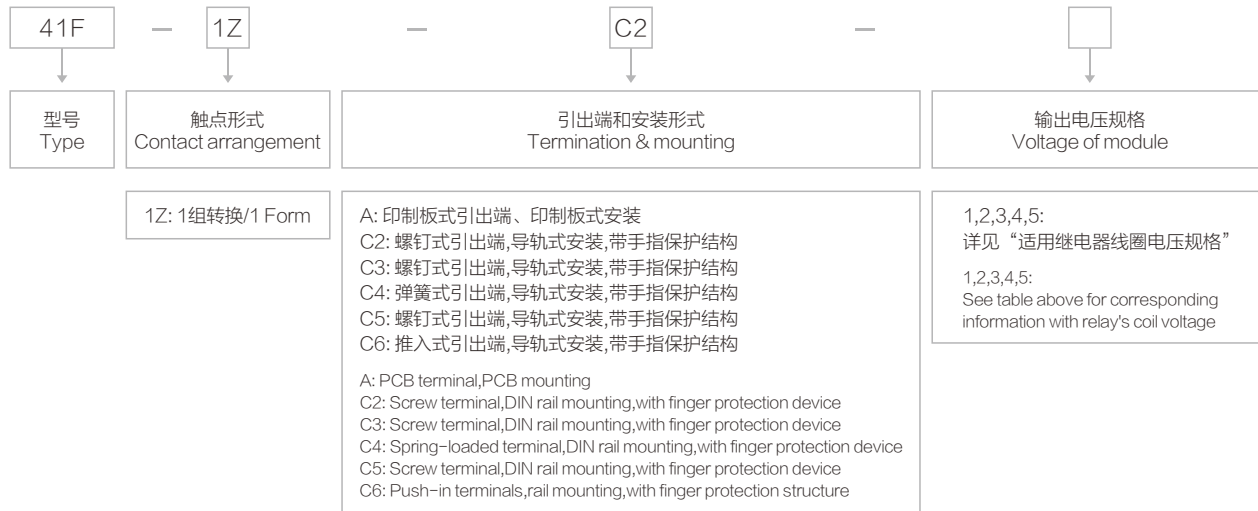 41F — 1Z — C2 —
型号
Type
触点形式
Contact arrangement
引出端和安装形式
Termination & mounting
输出电压规格
Voltage of module
1Z: 1组转换/1 Form
A: 印制板式引出端、印制板式安装
C2: 螺钉式引出端,导轨式安装,带手指保护结构
C3: 螺钉式引出端,导轨式安装,带手指保护结构
C4: 弹簧式引出端,导轨式安装,带手指保护结构
C5: 螺钉式引出端,导轨式安装,带手指保护结构
C6: 推入式引出端,导轨式安装,带手指保护结构
A: PCB terminal,PCB mounting
C2: Screw terminal,DIN rail mounting,with finger protection device
C3: Screw terminal,DIN rail mounting,with finger protection device
C4: Spring-loaded terminal,DIN rail mounting,with finger protection device
C5: Screw terminal,DIN rail mounting,with finger protection device
C6: Push-in terminals,rail mounting,with finger protection structure
1,2,3,4,5:
详见“适用继电器线圈电压规格”
1,2,3,4,5:
See table above for corresponding
information with relay's coil voltage